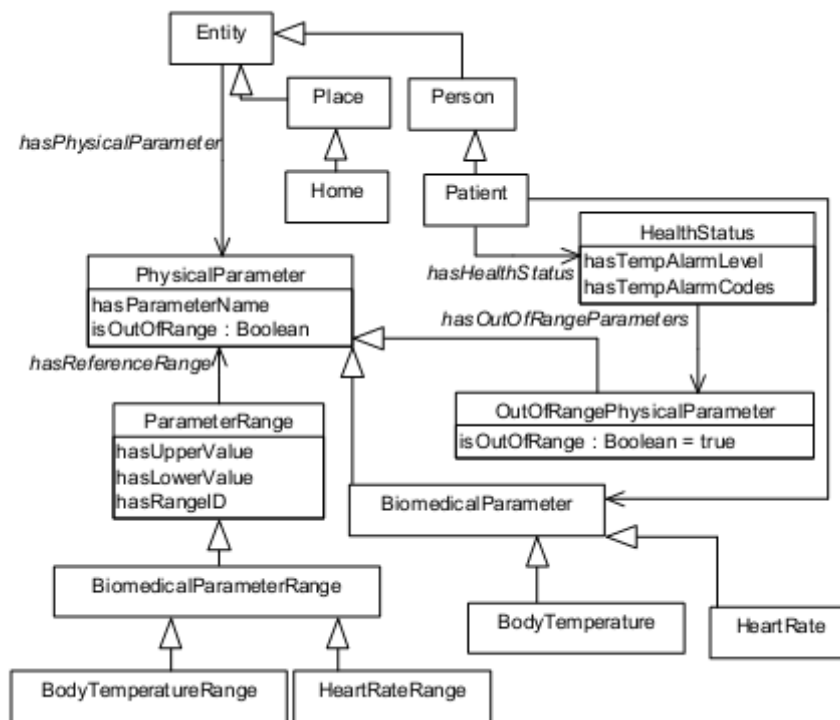 Entity
Place
Person
hasPhysicalParameter
Home
Patient
HealthStatus
hasTempAlarmLevel
hasTempAlarmCodes
hasHealthStatus
PhysicalParameter
hasParameterName
isOutOfRange : Boolean
hasOutOfRangeParameters
hasReferenceRange
ParameterRange
hasUpperValue
hasLowerValue
hasRangeID
OutOfRangePhysicalParameter
isOutOfRange : Boolean = true
BiomedicalParameter
BiomedicalParameterRange
BodyTemperature
HeartRate
BodyTemperatureRange
HeartRateRange